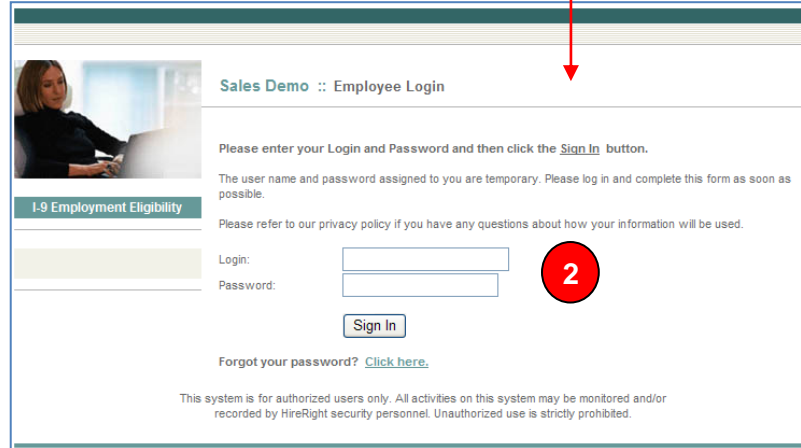 Sales Demo :: Employee Login
Please enter your Login and Password and then click the Sign In button.
The user name and password assigned to you are temporary. Please log in and complete this form as soon as
possible.
I-9 Employment Eligibility
Please refer to our privacy policy if you have any questions about how your information will be used.
Login:
Password:
2
Sign In
Forgot your password? Click here.
This system is for authorized users only. All activities on this system may be monitored and/or
recorded by HireRight security personnel. Unauthorized use is strictly prohibited.